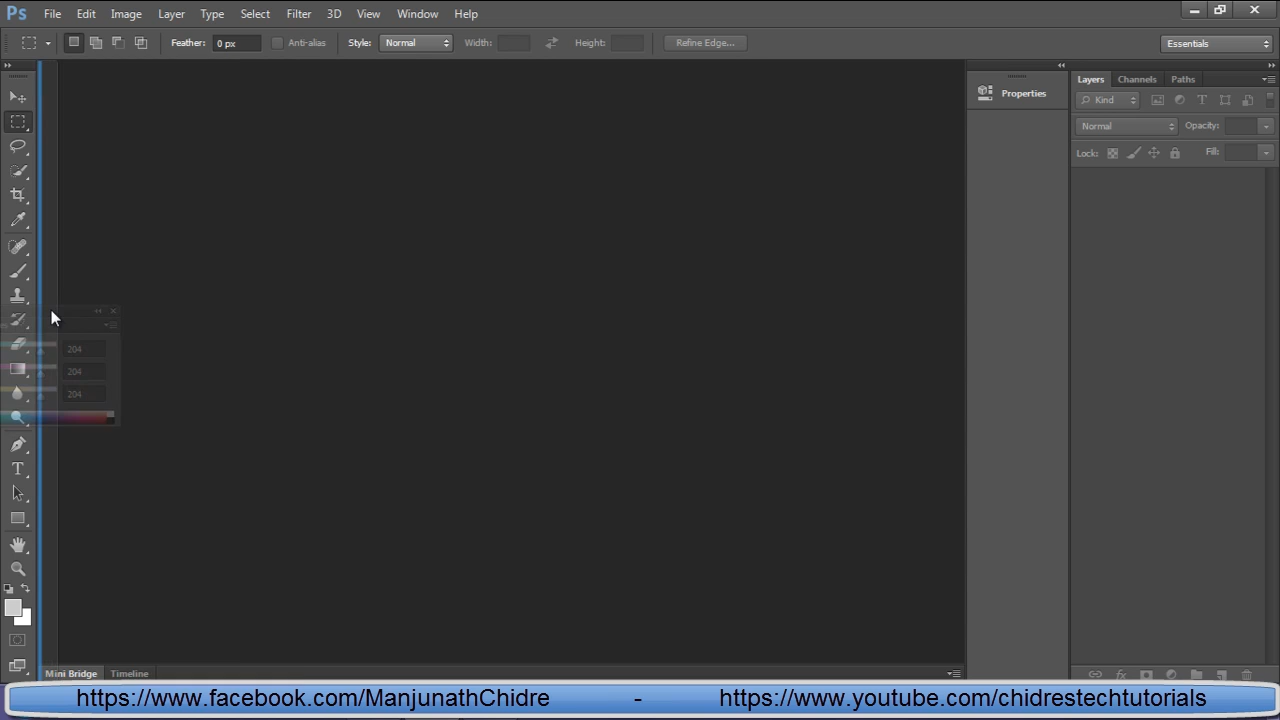 Ps File Edit Image Layer Type Select Filter 3D View Window Help
Feather: 0 px Anti-alias Style: Normal Width: Height: Refine Edge... Essentials
Properties
Layers Channels Paths
Kind
Normal Opacity:
Lock: Fill:
204
204
204
Mini Bridge Timeline
https://www.facebook.com/ManjunathChidre - https://www.youtube.com/chidrestechtutorials